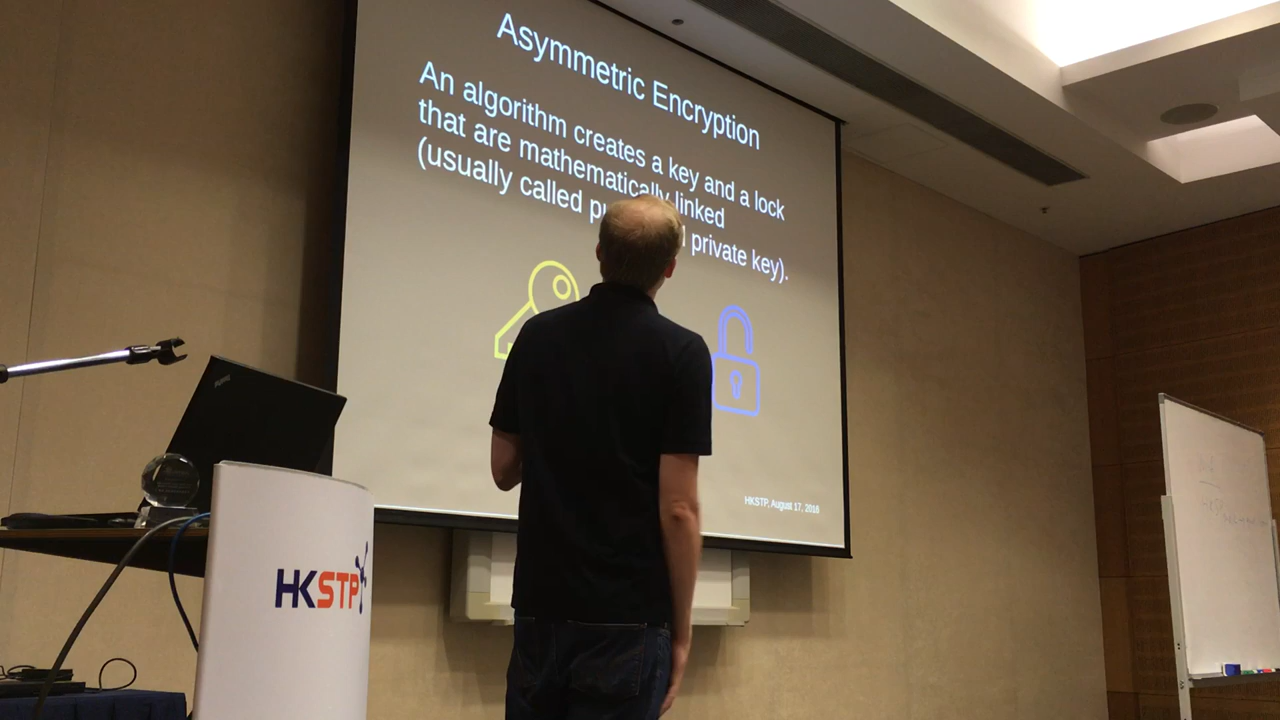 Asymmetric Encryption
An algorithm creates a key and a lock
that are mathematically linked
(usually called private key).
HKSTP, August 17, 2016
HKSTP